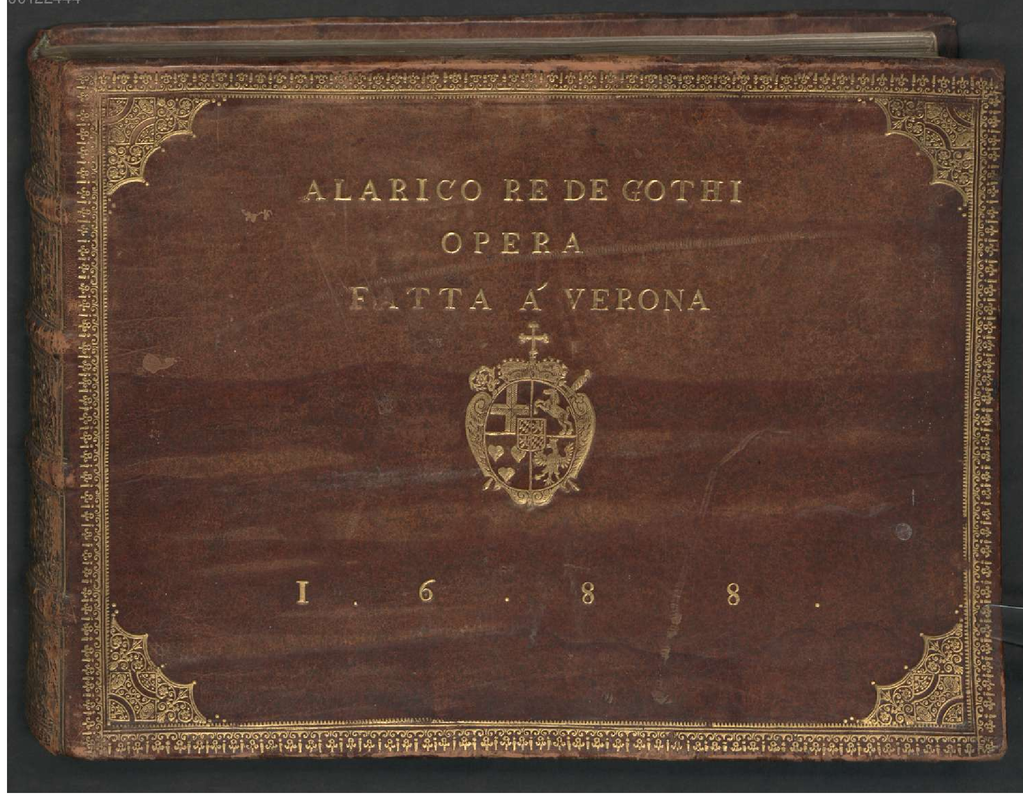 ALARICO RE DE GOTHI
OPERA
FATTA Á VERONA
1 . 6 . 8 8 .